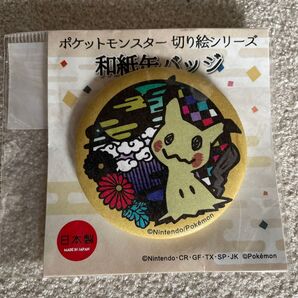 ポケットモンスター 切り絵シリーズ
和紙缶バッジ
©Nintendo/Pokémon
日本製
MADE IN JAPAN
©Nintendo・CR・GF・TX・SP・JK ©Pokémon